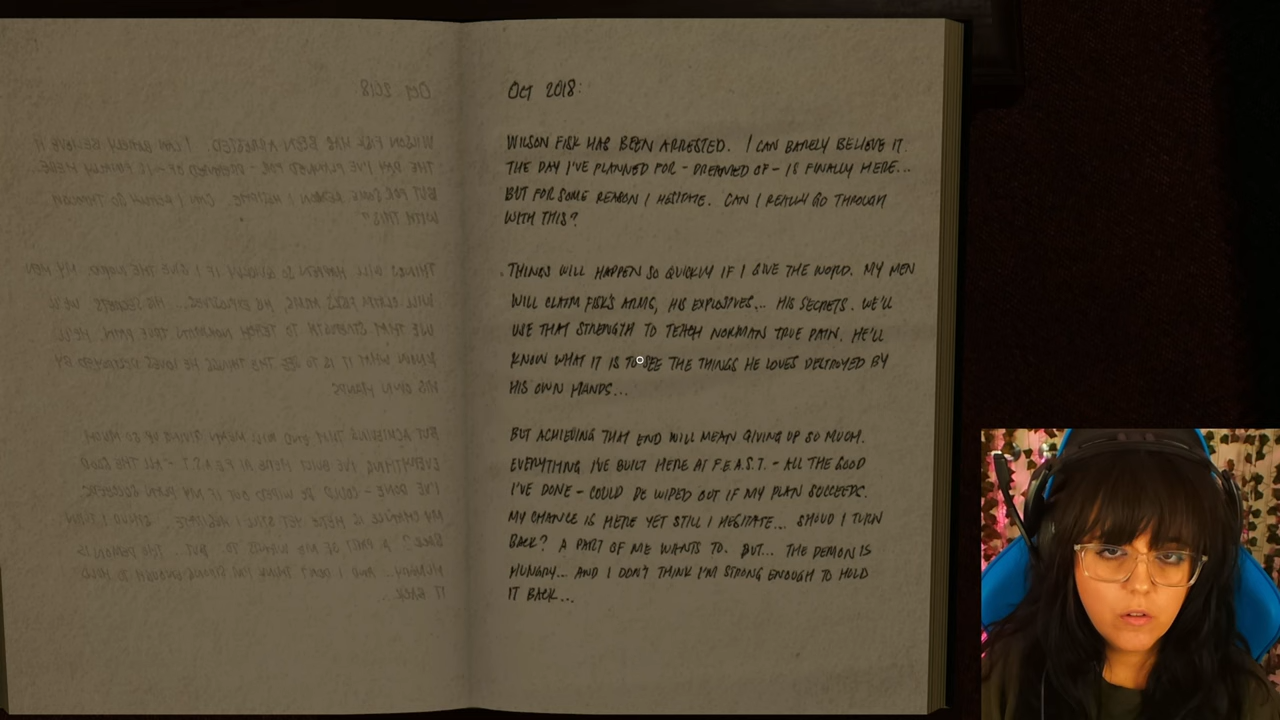 Oct 2018:
WILSON FISK HAS BEEN ARRESTED. I CAN BARELY BELIEVE IT.
THE DAY I'VE PLANNED FOR - DREAMED OF - IS FINALLY HERE...
BUT FOR SOME REASON I HESITATE. CAN I REALLY GO THROUGH
WITH THIS?
THINGS WILL HAPPEN SO QUICKLY IF I GIVE THE WORD. MY MEN
WILL CLAIM FISK'S ARMS, HIS EXPLOSIVES... HIS SECRETS. WE'LL
USE THAT STRENGTH TO TEACH NORMAN TRUE PAIN. HE'LL
KNOW WHAT IT IS TO SEE THE THINGS HE LOVES DESTROYED BY
HIS OWN HANDS...
BUT ACHIEVING THAT END WILL MEAN GIVING UP SO MUCH.
EVERYTHING I'VE BUILT HERE AT F.E.A.S.T. - ALL THE GOOD
I'VE DONE - COULD BE WIPED OUT IF MY PLAN SUCCEEDS.
MY CHANCE IS HERE YET STILL I HESITATE... SHOUD I TURN
BACK? A PART OF ME WANTS TO. BUT... THE DEMON IS
HUNGRY... AND I DON'T THINK I'M STRONG ENOUGH TO HOLD
IT BACK...